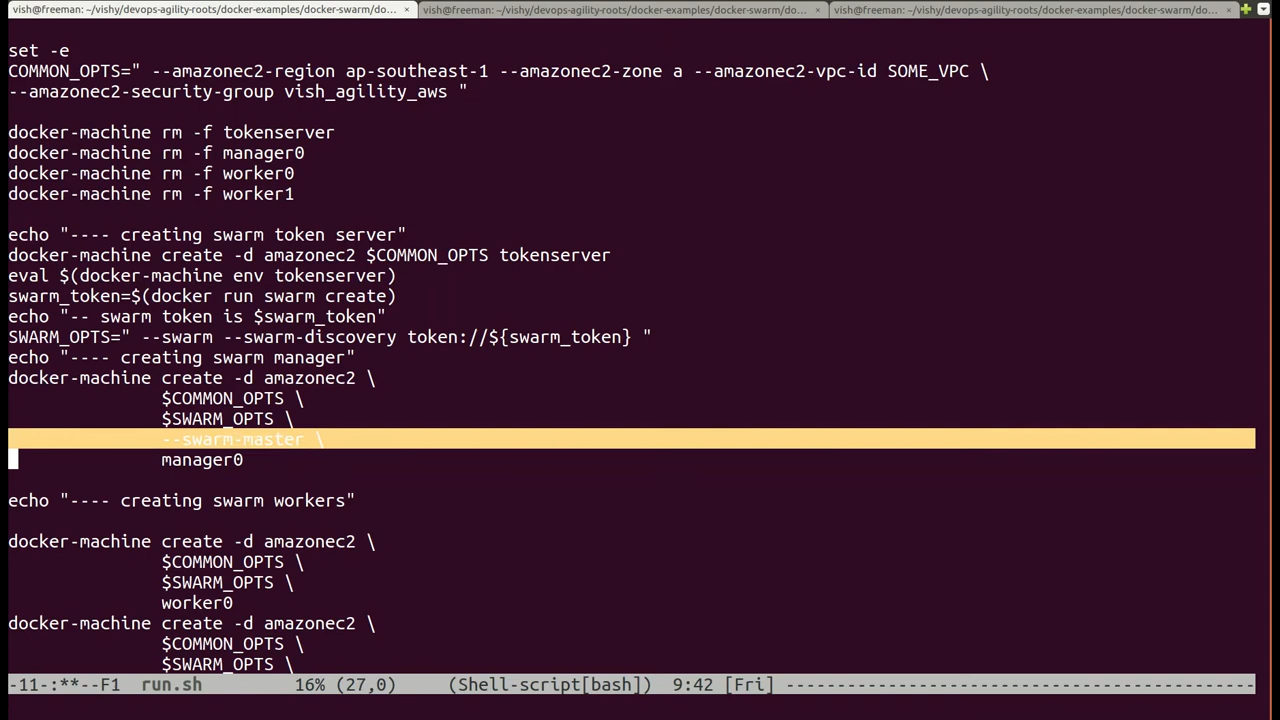 vish@freeman: ~/vishy/devops-agility-roots/docker-examples/docker-swarm/do... × vish@freeman: ~/vishy/devops-agility-roots/docker-examples/docker-swarm/do... × vish@freeman: ~/vishy/devops-agility-roots/docker-examples/docker-swarm/do... ×
set -e
COMMON_OPTS=" --amazonec2-region ap-southeast-1 --amazonec2-zone a --amazonec2-vpc-id SOME_VPC \
--amazonec2-security-group vish_agility_aws "
docker-machine rm -f tokenserver
docker-machine rm -f manager0
docker-machine rm -f worker0
docker-machine rm -f worker1
echo "---- creating swarm token server"
docker-machine create -d amazonec2 $COMMON_OPTS tokenserver
eval $(docker-machine env tokenserver)
swarm_token=$(docker run swarm create)
echo "-- swarm token is $swarm_token"
SWARM_OPTS=" --swarm --swarm-discovery token://${swarm_token} "
echo "---- creating swarm manager"
docker-machine create -d amazonec2 \
$COMMON_OPTS \
$SWARM_OPTS \
--swarm-master \
manager0
echo "---- creating swarm workers"
docker-machine create -d amazonec2 \
$COMMON_OPTS \
$SWARM_OPTS \
worker0
docker-machine create -d amazonec2 \
$COMMON_OPTS \
$SWARM_OPTS \
-11-:**--F1 run.sh 16% (27,0) (Shell-script[bash]) 9:42 [Fri] ----------------------------------------------